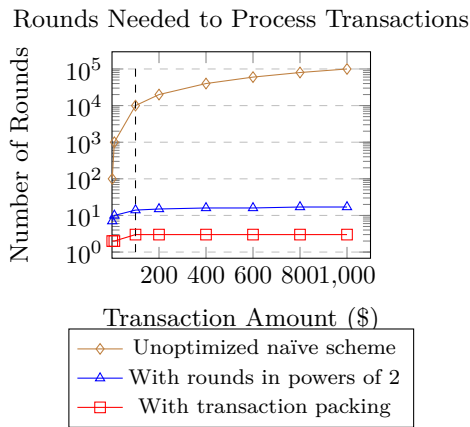 Rounds Needed to Process Transactions
Number of Rounds
10^5
10^4
10^3
10^2
10^1
10^0
200 400 600 800 1,000
Transaction Amount ($)
Unoptimized naïve scheme
With rounds in powers of 2
With transaction packing